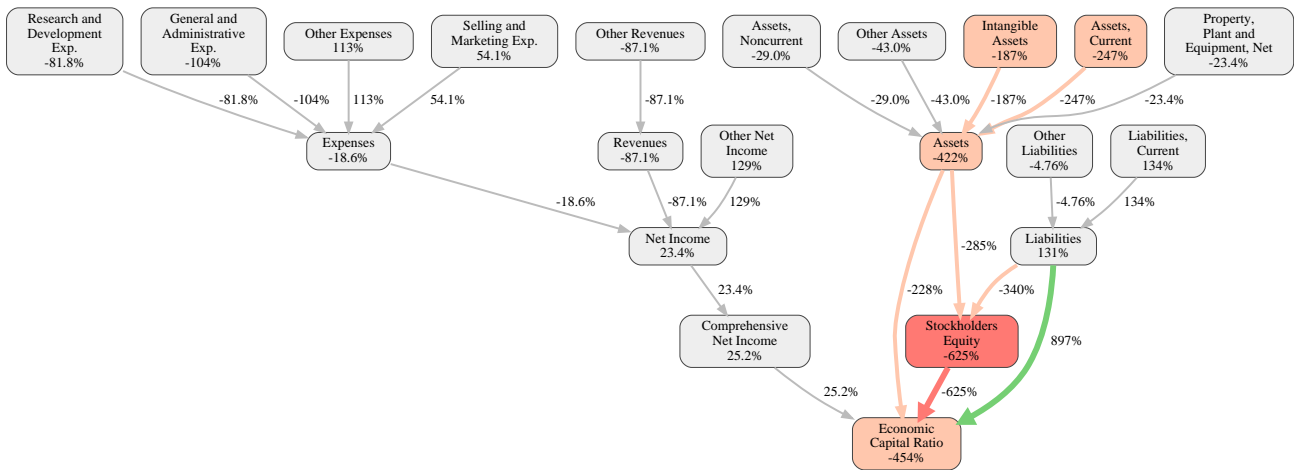 Research and
Development
Exp.
-81.8%
General and
Administrative
Exp.
-104%
Other Expenses
113%
Selling and
Marketing Exp.
54.1%
Other Revenues
-87.1%
Assets,
Noncurrent
-29.0%
Other Assets
-43.0%
Intangible
Assets
-187%
Assets,
Current
-247%
Property,
Plant and
Equipment, Net
-23.4%
-81.8%
-104%
113%
54.1%
-87.1%
-29.0%
-43.0%
-187%
-247%
-23.4%
Expenses
-18.6%
Revenues
-87.1%
Other Net
Income
129%
Assets
-422%
Other
Liabilities
-4.76%
Liabilities,
Current
134%
-18.6%
-87.1%
129%
-4.76%
134%
Net Income
23.4%
-285%
Liabilities
131%
23.4%
-228%
-340%
Comprehensive
Net Income
25.2%
Stockholders
Equity
-625%
897%
25.2%
-625%
Economic
Capital Ratio
-454%